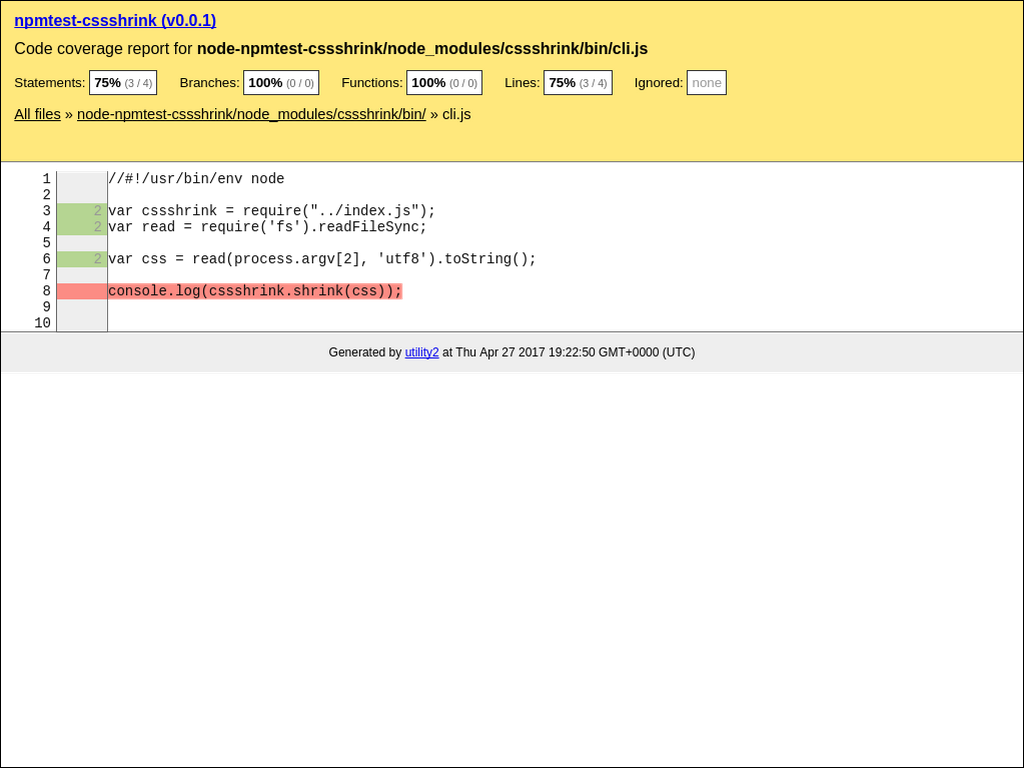 npmtest-cssshrink (v0.0.1)
Code coverage report for node-npmtest-cssshrink/node_modules/cssshrink/bin/cli.js
Statements: 75% (3 / 4) Branches: 100% (0 / 0) Functions: 100% (0 / 0) Lines: 75% (3 / 4) Ignored: none
All files » node-npmtest-cssshrink/node_modules/cssshrink/bin/ » cli.js
1 //#!/usr/bin/env node
2
3 2 var cssshrink = require("../index.js");
4 2 var read = require('fs').readFileSync;
5
6 2 var css = read(process.argv[2], 'utf8').toString();
7
8 console.log(cssshrink.shrink(css));
9
10
Generated by utility2 at Thu Apr 27 2017 19:22:50 GMT+0000 (UTC)